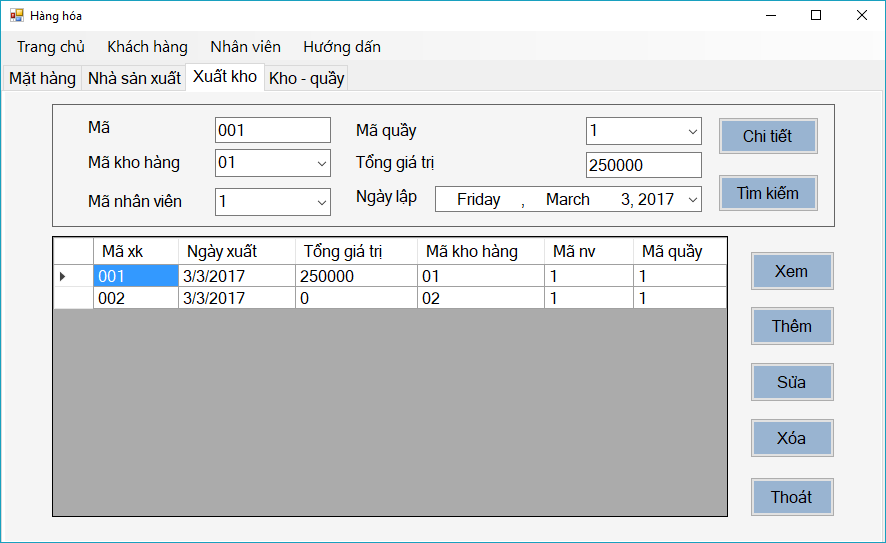 Hàng hóa
Trang chủ Khách hàng Nhân viên Hướng dẩn
Mặt hàng Nhà sản xuất Xuất kho Kho - quầy
Mã 001 Mã quầy 1 Chi tiết
Mã kho hàng 01 Tổng giá trị 250000
Mã nhân viên 1 Ngày lập Friday , March 3, 2017 Tìm kiếm
Mã xk Ngày xuất Tổng giá trị Mã kho hàng Mã nv Mã quầy
001 3/3/2017 250000 01 1 1
002 3/3/2017 0 02 1 1
Xem
Thêm
Sửa
Xóa
Thoát